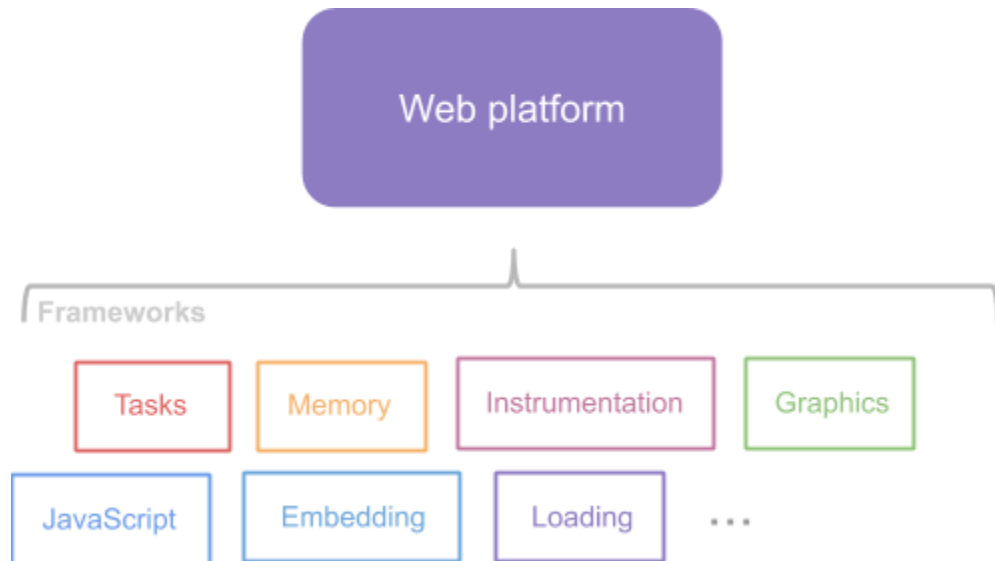 Web platform
Frameworks
Tasks Memory Instrumentation Graphics
JavaScript Embedding Loading ...